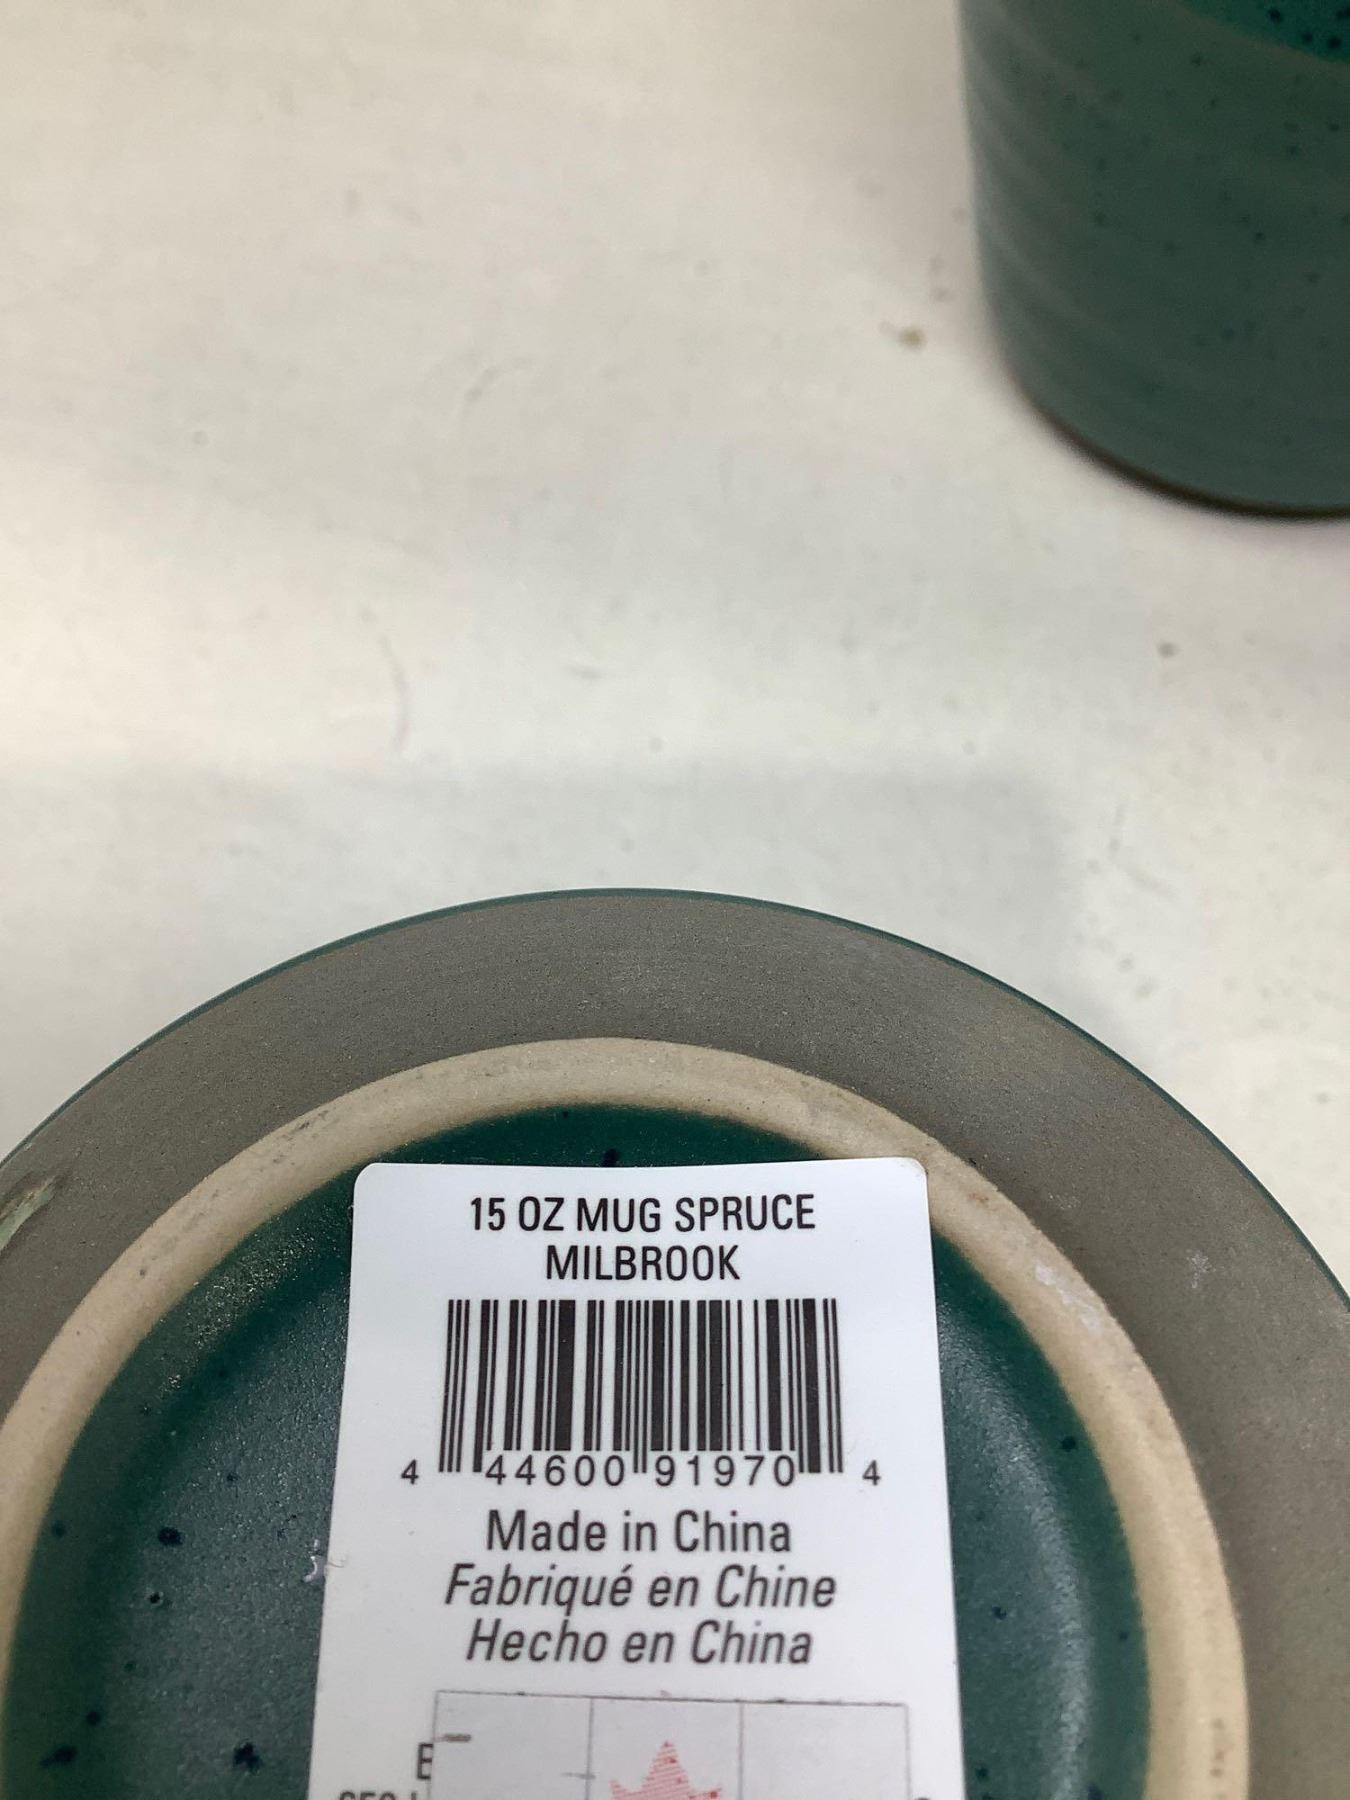 15 OZ MUG SPRUCE
MILBROOK
4 44600 91970 4
Made in China
Fabriqué en Chine
Hecho en China